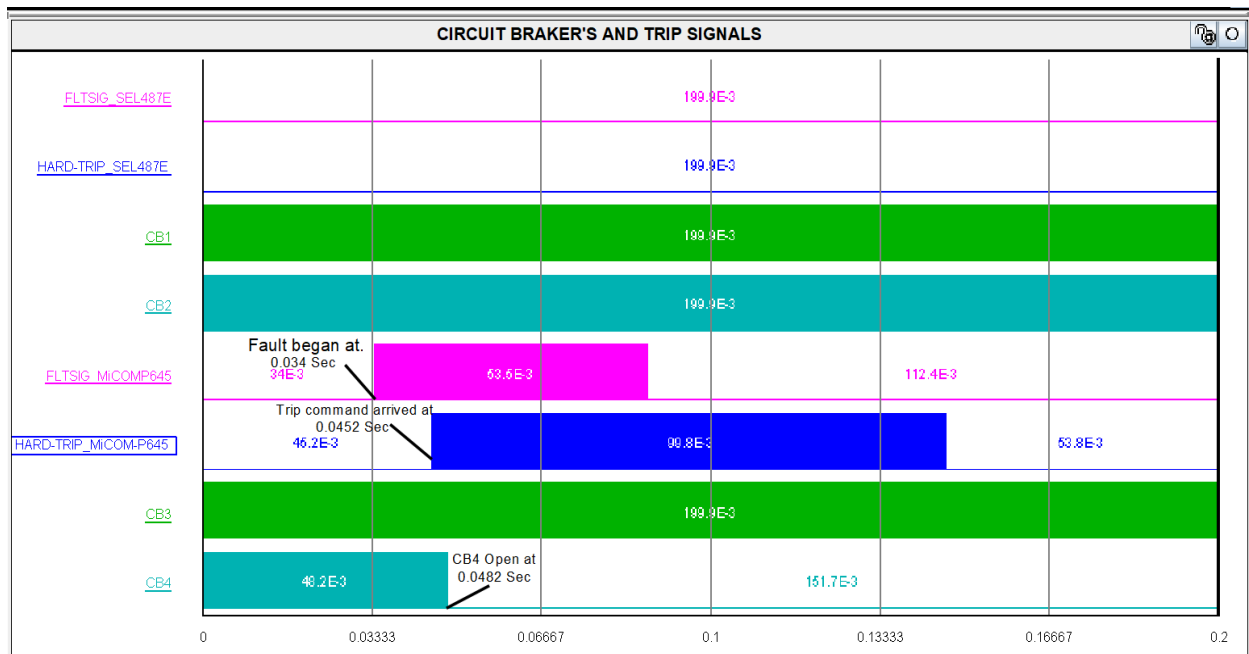 CIRCUIT BRAKER'S AND TRIP SIGNALS
FLTSIG_SEL487E
199.9E-3
HARD-TRIP_SEL487E
199.9E-3
CB1
199.9E-3
CB2
199.9E-3
Fault began at.
0.034 Sec
FLTSIG_MiCOMP645
34E-3
53.5E-3
112.4E-3
Trip command arrived at
0.0452 Sec
HARD-TRIP_MiCOM-P645
45.2E-3
99.8E-3
53.8E-3
CB3
199.9E-3
CB4 Open at
0.0482 Sec
CB4
48.2E-3
151.7E-3
0 0.03333 0.06667 0.1 0.13333 0.16667 0.2